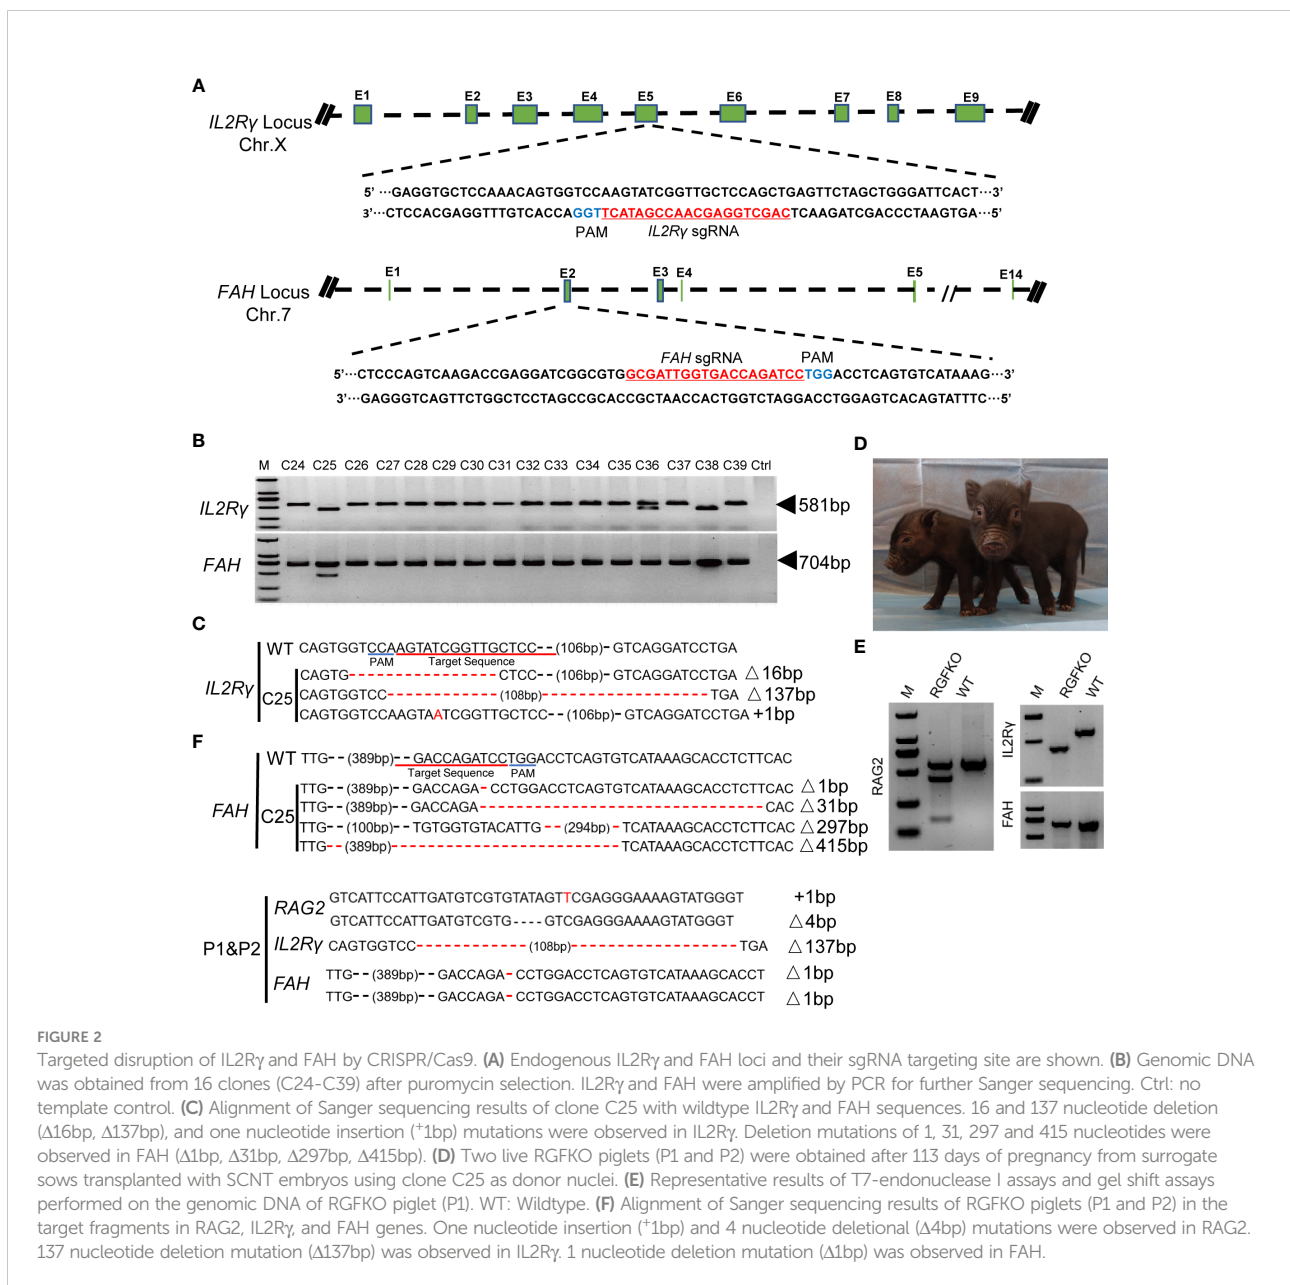 A
E1 E2 E3 E4 E5 E6 E7 E8 E9
IL2Rγ Locus
Chr.X
5' ···GAGGTGCTCCAAACAGTGGTCCAAGTATCGGTTGCTCCAGCTGAGTTCTAGCTGGGATTCACT···3'
3'···CTCCACGAGGTTTGTCACCAGGTTCATAGCCAACGAGGTCGACTCAAGATCGACCCTAAGTGA···5'
PAM IL2Rγ sgRNA
E1 E2 E3 E4 E5 E14
FAH Locus
Chr.7
FAH sgRNA PAM
5'···CTCCCAGTCAAGACCGAGGATCGGCGTGGCGATTGGTGACCAGATCCTGGACCTCAGTGTCATAAAG···3'
3'···GAGGGTCAGTTCTGGCTCCTAGCCGCACCGCTAACCACTGGTCTAGGACCTGGAGTCACAGTATTTC···5'
B
M C24 C25 C26 C27 C28 C29 C30 C31 C32 C33 C34 C35 C36 C37 C38 C39 Ctrl
IL2Rγ 581bp
FAH 704bp
C
WT CAGTGGTCCAAGTATCGGTTGCTCC--(106bp)-GTCAGGATCCTGA
PAM Target Sequence
IL2Rγ
C25
CAGTG---------------CTCC--(106bp)-GTCAGGATCCTGA △16bp
CAGTGGTCC------------(108bp)-----------------TGA △137bp
CAGTGGTCCAAGTAATCGGTTGCTCC--(106bp)-GTCAGGATCCTGA +1bp
F
WT TTG--(389bp)--GACCAGATCCTGGACCTCAGTGTCATAAAGCACCTCTTCAC
Target Sequence PAM
FAH
C25
TTG--(389bp)--GACCAGA-CCTGGACCTCAGTGTCATAAAGCACCTCTTCAC △1bp
TTG--(389bp)--GACCAGA-----------------------------CAC △31bp
TTG--(100bp)--TGTGGTGTACATTG--(294bp)-TCATAAAGCACCTCTTCAC △297bp
TTG--(389bp)------------------------TCATAAAGCACCTCTTCAC △415bp
P1&P2
RAG2
GTCATTCCATTGATGTCGTGTATAGTTCGAGGGAAAAGTATGGGT +1bp
GTCATTCCATTGATGTCGTG----GTCGAGGGAAAAGTATGGGT △4bp
IL2Rγ CAGTGGTCC------------(108bp)-----------------TGA △137bp
FAH
TTG--(389bp)--GACCAGA-CCTGGACCTCAGTGTCATAAAGCACCT △1bp
TTG--(389bp)--GACCAGA-CCTGGACCTCAGTGTCATAAAGCACCT △1bp
D
E
M RGFKO WT
RAG2
M RGFKO WT
IL2Rγ
FAH
FIGURE 2
Targeted disruption of IL2Rγ and FAH by CRISPR/Cas9. (A) Endogenous IL2Rγ and FAH loci and their sgRNA targeting site are shown. (B) Genomic DNA
was obtained from 16 clones (C24-C39) after puromycin selection. IL2Rγ and FAH were amplified by PCR for further Sanger sequencing. Ctrl: no
template control. (C) Alignment of Sanger sequencing results of clone C25 with wildtype IL2Rγ and FAH sequences. 16 and 137 nucleotide deletion
(Δ16bp, Δ137bp), and one nucleotide insertion (⁺1bp) mutations were observed in IL2Rγ. Deletion mutations of 1, 31, 297 and 415 nucleotides were
observed in FAH (Δ1bp, Δ31bp, Δ297bp, Δ415bp). (D) Two live RGFKO piglets (P1 and P2) were obtained after 113 days of pregnancy from surrogate
sows transplanted with SCNT embryos using clone C25 as donor nuclei. (E) Representative results of T7-endonuclease I assays and gel shift assays
performed on the genomic DNA of RGFKO piglet (P1). WT: Wildtype. (F) Alignment of Sanger sequencing results of RGFKO piglets (P1 and P2) in the
target fragments in RAG2, IL2Rγ, and FAH genes. One nucleotide insertion (⁺1bp) and 4 nucleotide deletional (Δ4bp) mutations were observed in RAG2.
137 nucleotide deletion mutation (Δ137bp) was observed in IL2Rγ. 1 nucleotide deletion mutation (Δ1bp) was observed in FAH.